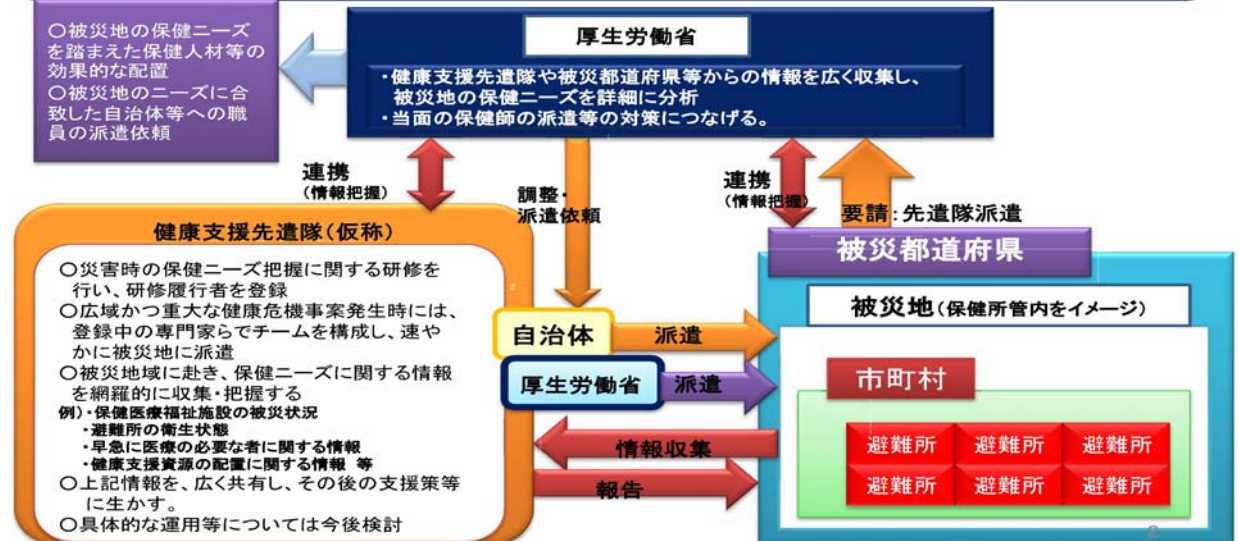 〇被災地の保健ニーズ
を踏まえた保健人材等の
効果的な配置
〇被災地のニーズに合
致した自治体等への職
員の派遣依頼
厚生労働省
・健康支援先遣隊や被災都道府県等からの情報を広く収集し、
被災地の保健ニーズを詳細に分析
・当面の保健師の派遣等の対策につなげる。
連携
(情報把握)
調整・
派遣依頼
連携
(情報把握)
要請:先遣隊派遣
健康支援先遣隊(仮称)
〇災害時の保健ニーズ把握に関する研修を
行い、研修履行者を登録
〇広域かつ重大な健康危機事案発生時には、
登録中の専門家らでチームを構成し、速や
かに被災地に派遣
〇被災地域に赴き、保健ニーズに関する情報
を網羅的に収集・把握する
例)・保健医療福祉施設の被災状況
・避難所の衛生状態
・早急に医療の必要な者に関する情報
・健康支援資源の配置に関する情報 等
〇上記情報を、広く共有し、その後の支援策等
に生かす。
〇具体的な運用等については今後検討
2
自治体
派遣
厚生労働省
派遣
情報収集
報告
被災都道府県
被災地(保健所管内をイメージ)
市町村
避難所 避難所 避難所
避難所 避難所 避難所
2